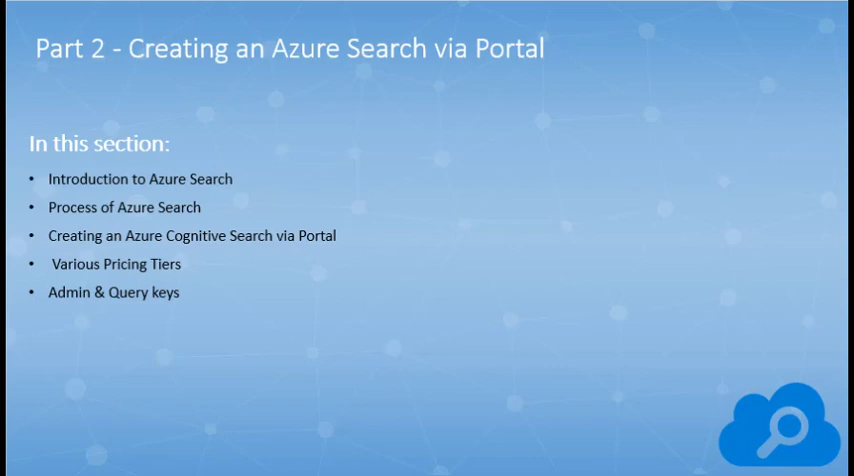 Part 2 - Creating an Azure Search via Portal
In this section:
• Introduction to Azure Search
• Process of Azure Search
• Creating an Azure Cognitive Search via Portal
• Various Pricing Tiers
• Admin & Query keys